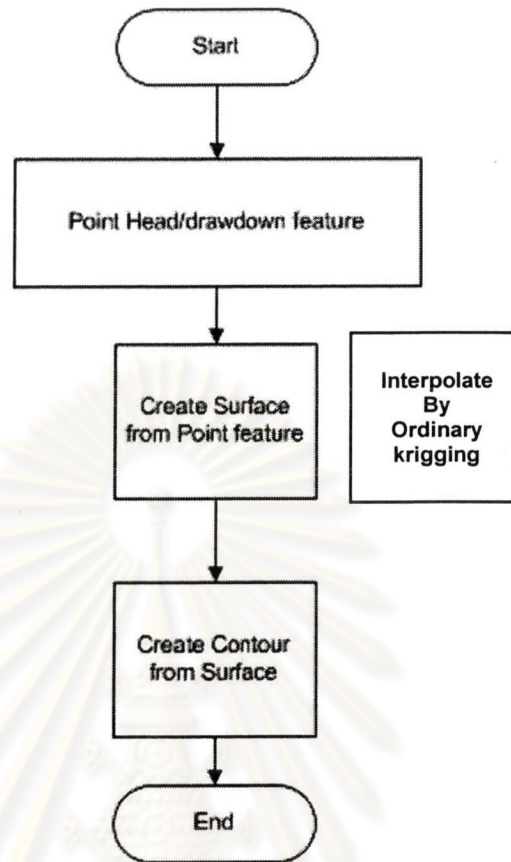 Start
Point Head/drawdown feature
Create Surface
from Point feature
Interpolate
By
Ordinary
krigging
Create Contour
from Surface
End